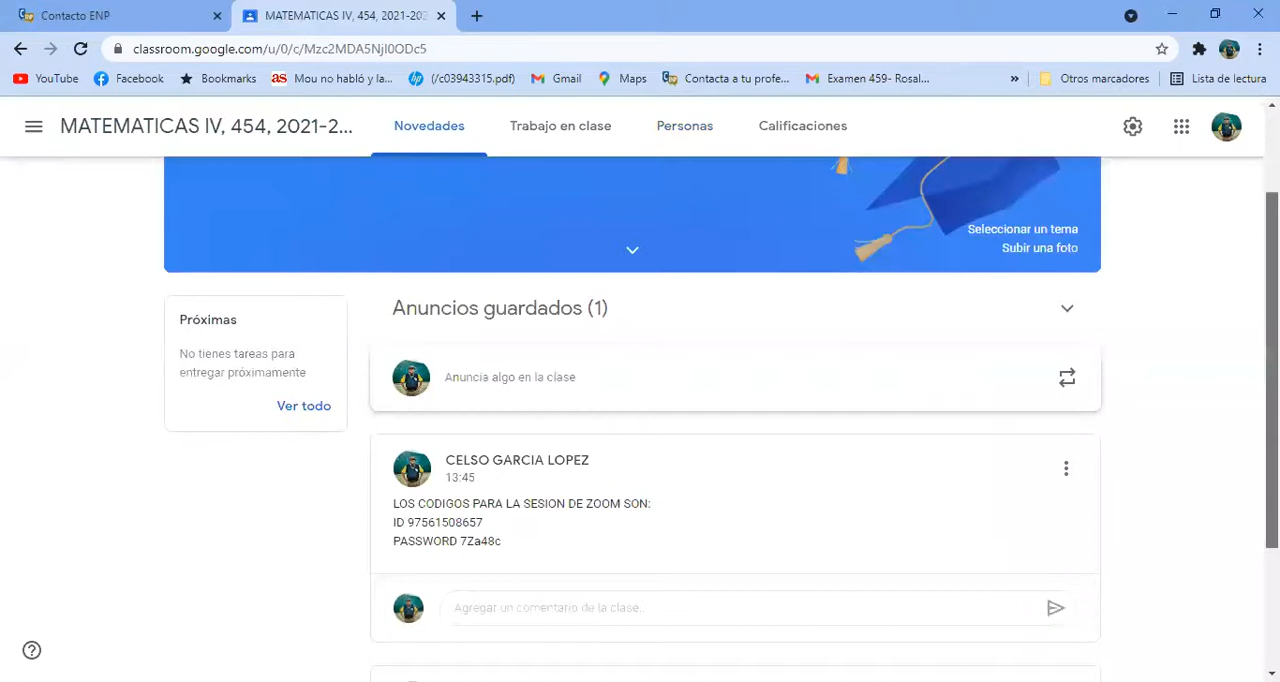 Contacto ENP
MATEMATICAS IV, 454, 2021-202
classroom.google.com/u/0/c/Mzc2MDA5NjI0ODc5
YouTube
Facebook
Bookmarks
as Mou no habló y la...
hp (/c03943315.pdf)
Gmail
Maps
Contacta a tu profe...
Examen 459- Rosal...
»
Otros marcadores
Lista de lectura
MATEMATICAS IV, 454, 2021-2...
Novedades
Trabajo en clase
Personas
Calificaciones
Seleccionar un tema
Subir una foto
Próximas
No tienes tareas para
entregar próximamente
Ver todo
Anuncios guardados (1)
Anuncia algo en la clase
CELSO GARCIA LOPEZ
13:45
LOS CODIGOS PARA LA SESION DE ZOOM SON:
ID 97561508657
PASSWORD 7Za48c
Agregar un comentario de la clase..